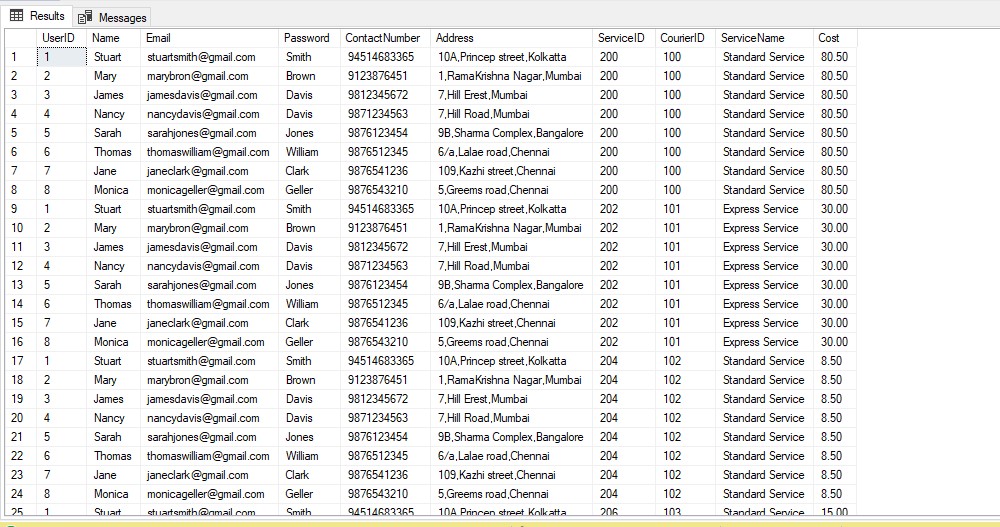 Results Messages
UserID Name Email Password ContactNumber Address ServiceID CourierID ServiceName Cost
1 1 Stuart stuartsmith@gmail.com Smith 94514683365 10A,Princep street,Kolkatta 200 100 Standard Service 80.50
2 2 Mary marybron@gmail.com Brown 9123876451 1,RamaKrishna Nagar,Mumbai 200 100 Standard Service 80.50
3 3 James jamesdavis@gmail.com Davis 9812345672 7,Hill Erest,Mumbai 200 100 Standard Service 80.50
4 4 Nancy nancydavis@gmail.com Davis 9871234563 7,Hill Road,Mumbai 200 100 Standard Service 80.50
5 5 Sarah sarahjones@gmail.com Jones 9876123454 9B,Sharma Complex,Bangalore 200 100 Standard Service 80.50
6 6 Thomas thomaswilliam@gmail.com William 9876512345 6/a,Lalae road,Chennai 200 100 Standard Service 80.50
7 7 Jane janeclark@gmail.com Clark 9876541236 109,Kazhi street,Chennai 200 100 Standard Service 80.50
8 8 Monica monicageller@gmail.com Geller 9876543210 5,Greems road,Chennai 200 100 Standard Service 80.50
9 1 Stuart stuartsmith@gmail.com Smith 94514683365 10A,Princep street,Kolkatta 202 101 Express Service 30.00
10 2 Mary marybron@gmail.com Brown 9123876451 1,RamaKrishna Nagar,Mumbai 202 101 Express Service 30.00
11 3 James jamesdavis@gmail.com Davis 9812345672 7,Hill Erest,Mumbai 202 101 Express Service 30.00
12 4 Nancy nancydavis@gmail.com Davis 9871234563 7,Hill Road,Mumbai 202 101 Express Service 30.00
13 5 Sarah sarahjones@gmail.com Jones 9876123454 9B,Sharma Complex,Bangalore 202 101 Express Service 30.00
14 6 Thomas thomaswilliam@gmail.com William 9876512345 6/a,Lalae road,Chennai 202 101 Express Service 30.00
15 7 Jane janeclark@gmail.com Clark 9876541236 109,Kazhi street,Chennai 202 101 Express Service 30.00
16 8 Monica monicageller@gmail.com Geller 9876543210 5,Greems road,Chennai 202 101 Express Service 30.00
17 1 Stuart stuartsmith@gmail.com Smith 94514683365 10A,Princep street,Kolkatta 204 102 Standard Service 8.50
18 2 Mary marybron@gmail.com Brown 9123876451 1,RamaKrishna Nagar,Mumbai 204 102 Standard Service 8.50
19 3 James jamesdavis@gmail.com Davis 9812345672 7,Hill Erest,Mumbai 204 102 Standard Service 8.50
20 4 Nancy nancydavis@gmail.com Davis 9871234563 7,Hill Road,Mumbai 204 102 Standard Service 8.50
21 5 Sarah sarahjones@gmail.com Jones 9876123454 9B,Sharma Complex,Bangalore 204 102 Standard Service 8.50
22 6 Thomas thomaswilliam@gmail.com William 9876512345 6/a,Lalae road,Chennai 204 102 Standard Service 8.50
23 7 Jane janeclark@gmail.com Clark 9876541236 109,Kazhi street,Chennai 204 102 Standard Service 8.50
24 8 Monica monicageller@gmail.com Geller 9876543210 5,Greems road,Chennai 204 102 Standard Service 8.50
25 1 Stuart stuartsmith@gmail.com Smith 94514683365 10A,Princep street,Kolkatta 206 103 Standard Service 15.00